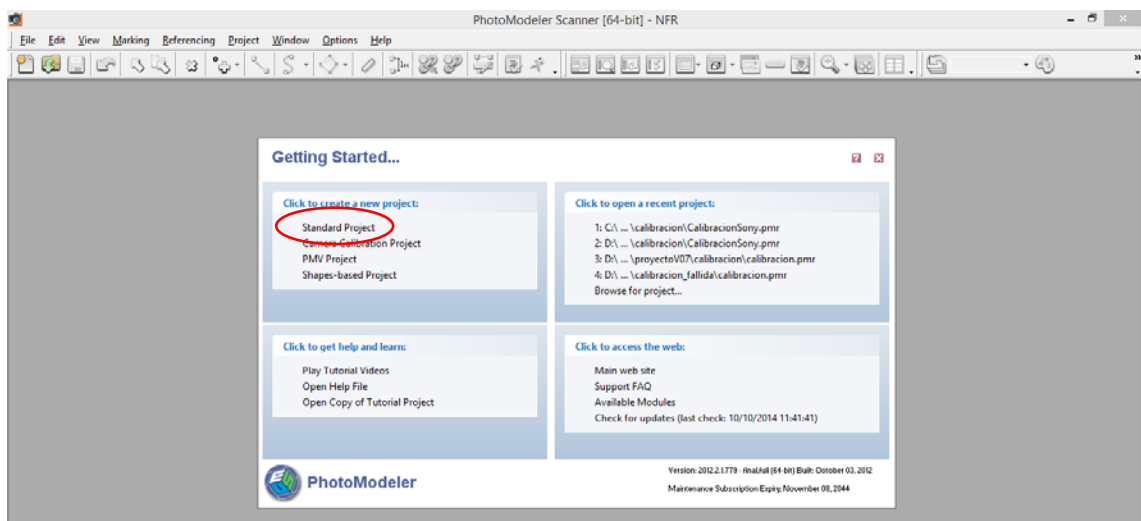 PhotoModeler Scanner [64-bit] - NFR
File Edit View Marking Referencing Project Window Options Help
Getting Started...
Click to create a new project:
Standard Project
Camera Calibration Project
PMV Project
Shapes-based Project
Click to open a recent project:
1: C:\ ... \calibracion\CalibracionSony.pmr
2: D:\ ... \calibracion\CalibracionSony.pmr
3: D:\ ... \proyectoV07\calibracion\calibracion.pmr
4: D:\ ... \calibracion_fallida\calibracion.pmr
Browse for project...
Click to get help and learn:
Play Tutorial Videos
Open Help File
Open Copy of Tutorial Project
Click to access the web:
Main web site
Support FAQ
Available Modules
Check for updates (last check: 10/10/2014 11:41:41)
PhotoModeler
Version: 2012.2.1.779 - final,full (64-bit) Built: October 03, 2012
Maintenance Subscription Expiry: November 08, 2044